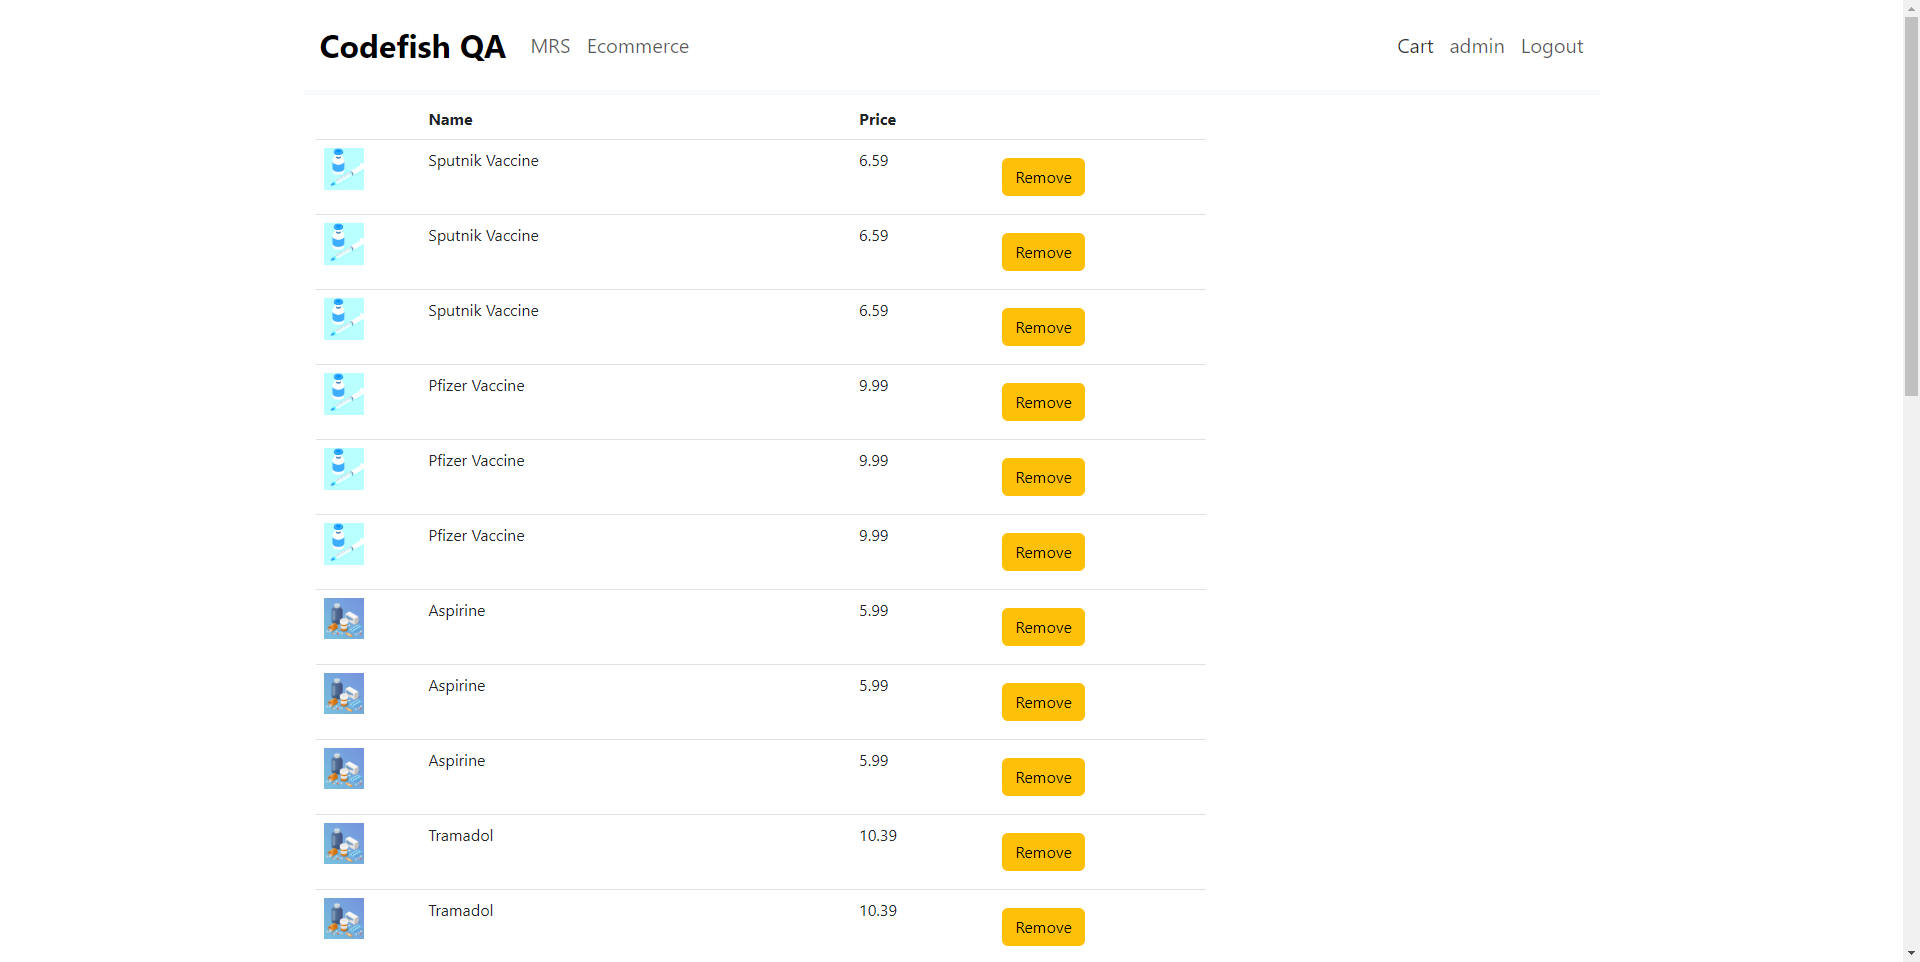 Codefish QA MRS Ecommerce Cart admin Logout
Name Price
Sputnik Vaccine 6.59 Remove
Sputnik Vaccine 6.59 Remove
Sputnik Vaccine 6.59 Remove
Pfizer Vaccine 9.99 Remove
Pfizer Vaccine 9.99 Remove
Pfizer Vaccine 9.99 Remove
Aspirine 5.99 Remove
Aspirine 5.99 Remove
Aspirine 5.99 Remove
Tramadol 10.39 Remove
Tramadol 10.39 Remove